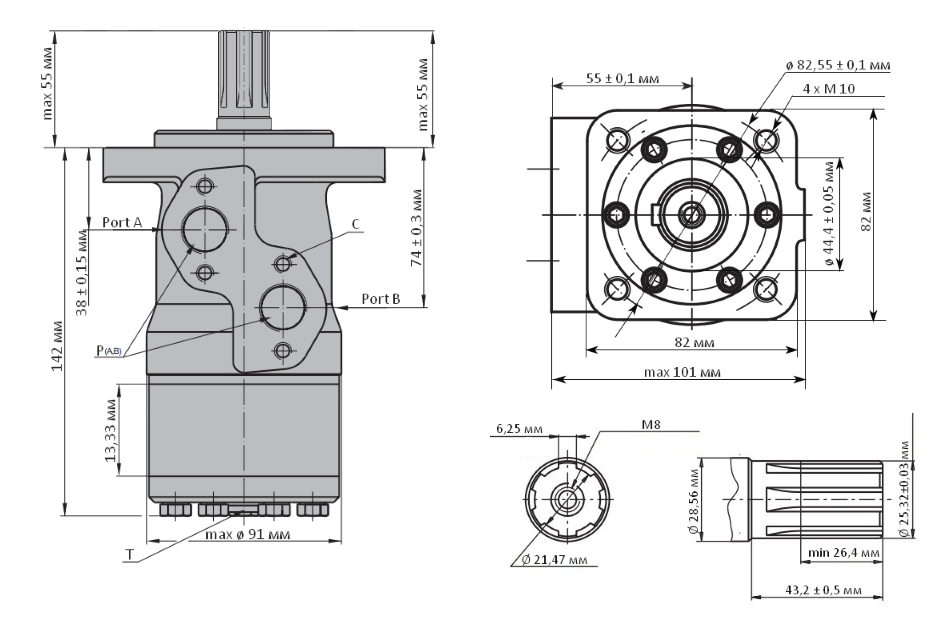 max 55 мм
max 55 мм
Port A
38 ± 0,15 мм
C
74 ± 0,3 мм
Port B
P(A,B)
142 мм
13,33 мм
max ø 91 мм
T
55 ± 0,1 мм
ø 82,55 ± 0,1 мм
4 x M 10
ø 44,4 ± 0,05 мм
82 мм
82 мм
max 101 мм
6,25 мм
M8
Ø 21,47 мм
Ø 28,56 мм
Ø 25,32±0,03 мм
min 26,4 мм
43,2 ± 0,5 мм